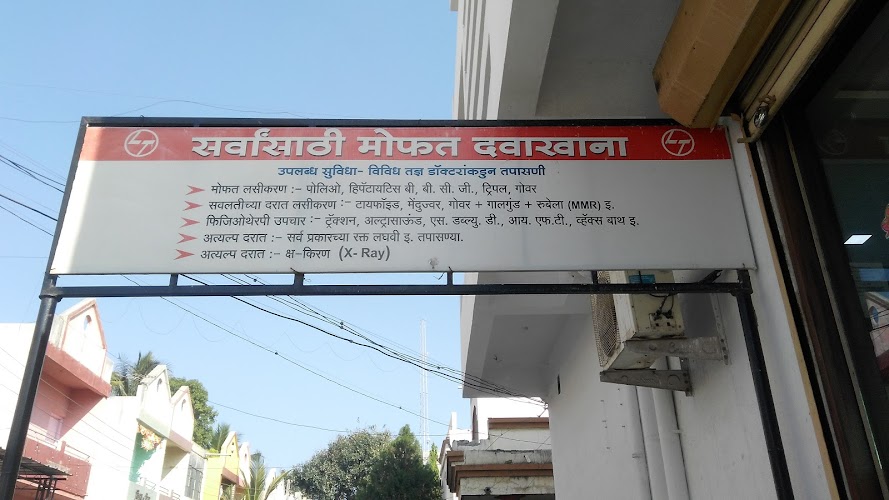 सर्वांसाठी मोफत दवाखाना
उपलब्ध सुविधा- विविध तज्ञ डॉक्टरांकडुन तपासणी
मोफत लसीकरण :- पोलिओ, हिपॅटायटिस बी, बी. सी. जी., ट्रिपल, गोवर
सवलतीच्या दरात लसीकरण :- टायफॉइड, मेंदुज्वर, गोवर + गालगुंड + रुबेला (MMR) इ.
फिजिओथेरपी उपचार :- ट्रॅक्शन, अल्ट्रासाऊंड, एस. डब्ल्यु. डी., आय. एफ.टी., व्हॅक्स बाथ इ.
अत्यल्प दरात :- सर्व प्रकारच्या रक्त लघवी इ. तपासण्या.
अत्यल्प दरात :- क्ष-किरण (X- Ray)